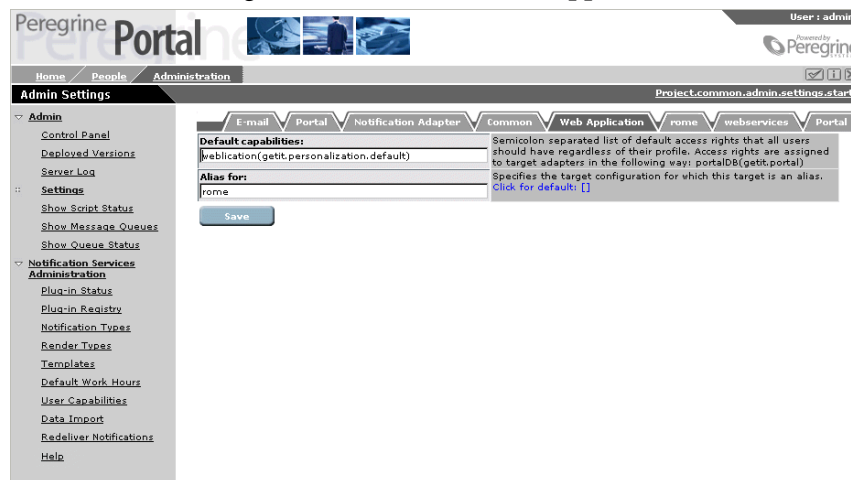 Peregrine Portal
User : admin
Powered by
Peregrine
Home People Administration
Admin Settings
Project.common.admin.settings.start
Admin
Control Panel
Deployed Versions
Server Log
Settings
Show Script Status
Show Message Queues
Show Queue Status
Notification Services
Administration
Plug-in Status
Plug-in Registry
Notification Types
Render Types
Templates
Default Work Hours
User Capabilities
Data Import
Redeliver Notifications
Help
E-mail Portal Notification Adapter Common Web Application rome webservices Portal
Default capabilities:
weblication(getit.personalization.default)
Semicolon separated list of default access rights that all users
should have regardless of their profile. Access rights are assigned
to target adapters in the following way: portalDB(getit.portal)
Alias for:
rome
Specifies the target configuration for which this target is an alias.
Click for default: []
Save